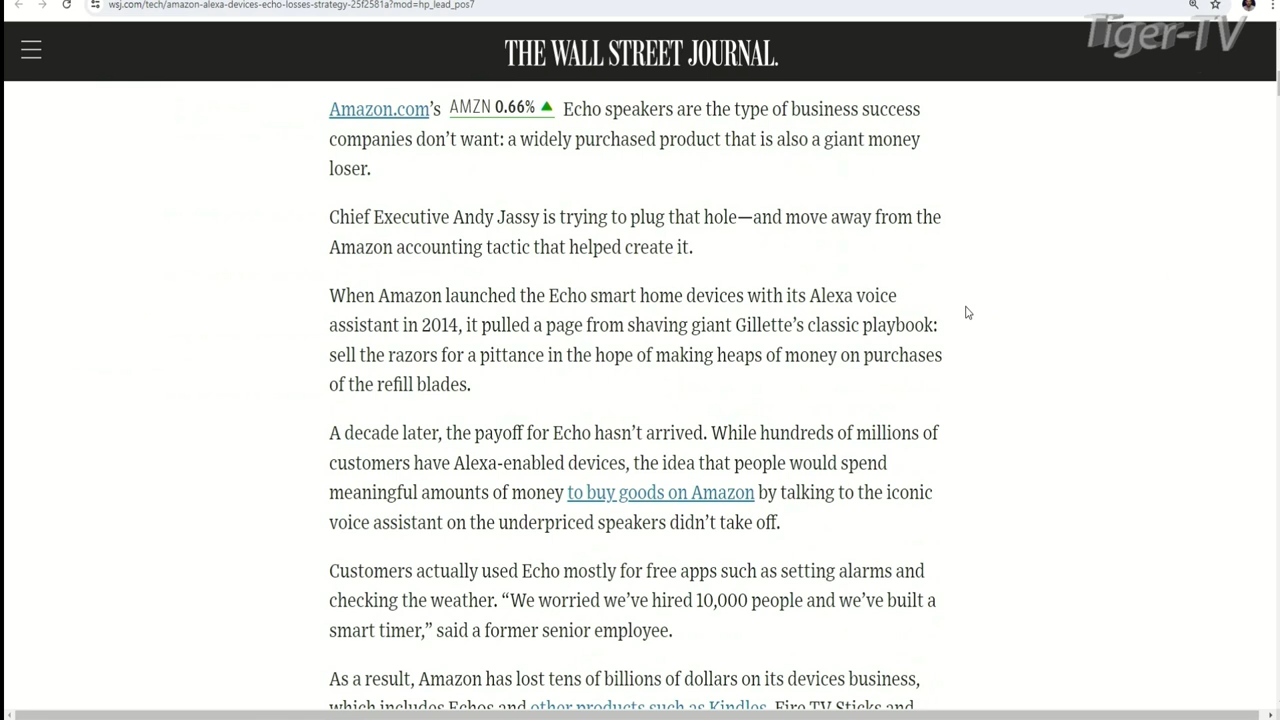 wsj.com/tech/amazon-alexa-devices-echo-losses-strategy-25f2581a?mod=hp_lead_pos7
Tiger-TV
THE WALL STREET JOURNAL.
Amazon.com’s AMZN 0.66% ▲ Echo speakers are the type of business success
companies don’t want: a widely purchased product that is also a giant money
loser.
Chief Executive Andy Jassy is trying to plug that hole—and move away from the
Amazon accounting tactic that helped create it.
When Amazon launched the Echo smart home devices with its Alexa voice
assistant in 2014, it pulled a page from shaving giant Gillette’s classic playbook:
sell the razors for a pittance in the hope of making heaps of money on purchases
of the refill blades.
A decade later, the payoff for Echo hasn’t arrived. While hundreds of millions of
customers have Alexa-enabled devices, the idea that people would spend
meaningful amounts of money to buy goods on Amazon by talking to the iconic
voice assistant on the underpriced speakers didn’t take off.
Customers actually used Echo mostly for free apps such as setting alarms and
checking the weather. “We worried we’ve hired 10,000 people and we’ve built a
smart timer,” said a former senior employee.
As a result, Amazon has lost tens of billions of dollars on its devices business,
which includes Echos and other products such as Kindles, Fire TV Sticks and